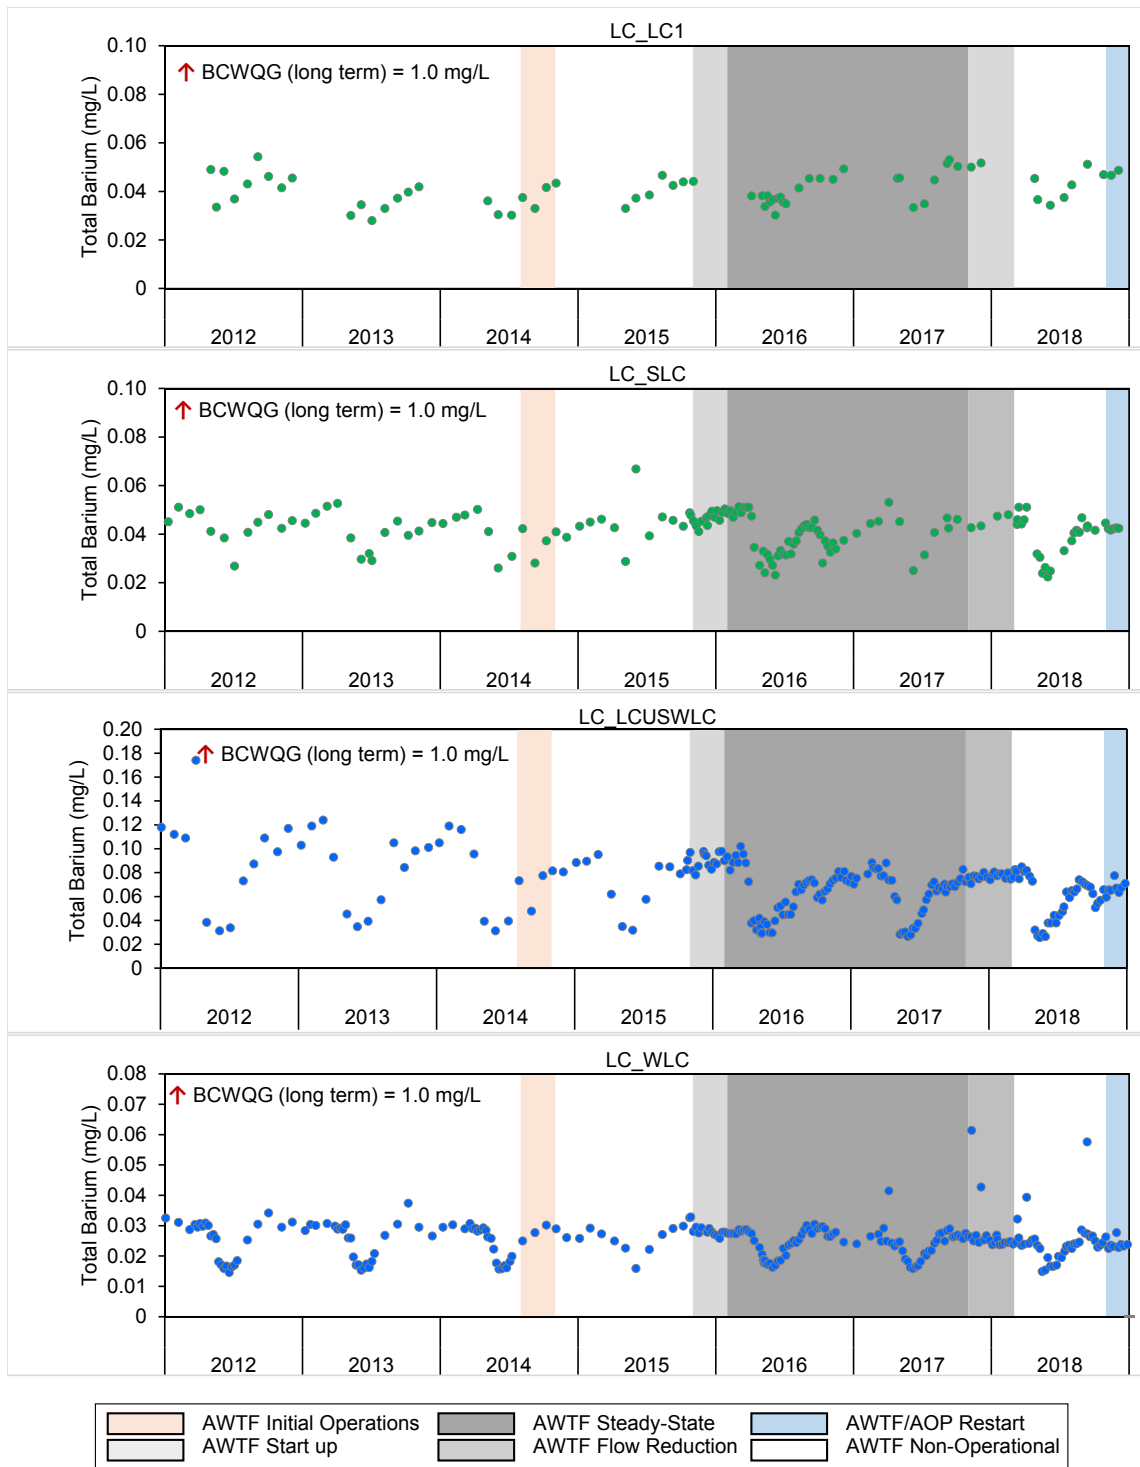 LC_LC1
0.10
↑ BCWQG (long term) = 1.0 mg/L
0.08
0.06
0.04
0.02
0
Total Barium (mg/L)
2012 2013 2014 2015 2016 2017 2018
LC_SLC
0.10
↑ BCWQG (long term) = 1.0 mg/L
0.08
0.06
0.04
0.02
0
Total Barium (mg/L)
2012 2013 2014 2015 2016 2017 2018
LC_LCUSWLC
0.20
0.18
↑ BCWQG (long term) = 1.0 mg/L
0.16
0.14
0.12
0.10
0.08
0.06
0.04
0.02
0
Total Barium (mg/L)
2012 2013 2014 2015 2016 2017 2018
LC_WLC
0.08
↑ BCWQG (long term) = 1.0 mg/L
0.07
0.06
0.05
0.04
0.03
0.02
0.01
0
Total Barium (mg/L)
2012 2013 2014 2015 2016 2017 2018
AWTF Initial Operations AWTF Steady-State AWTF/AOP Restart
AWTF Start up AWTF Flow Reduction AWTF Non-Operational